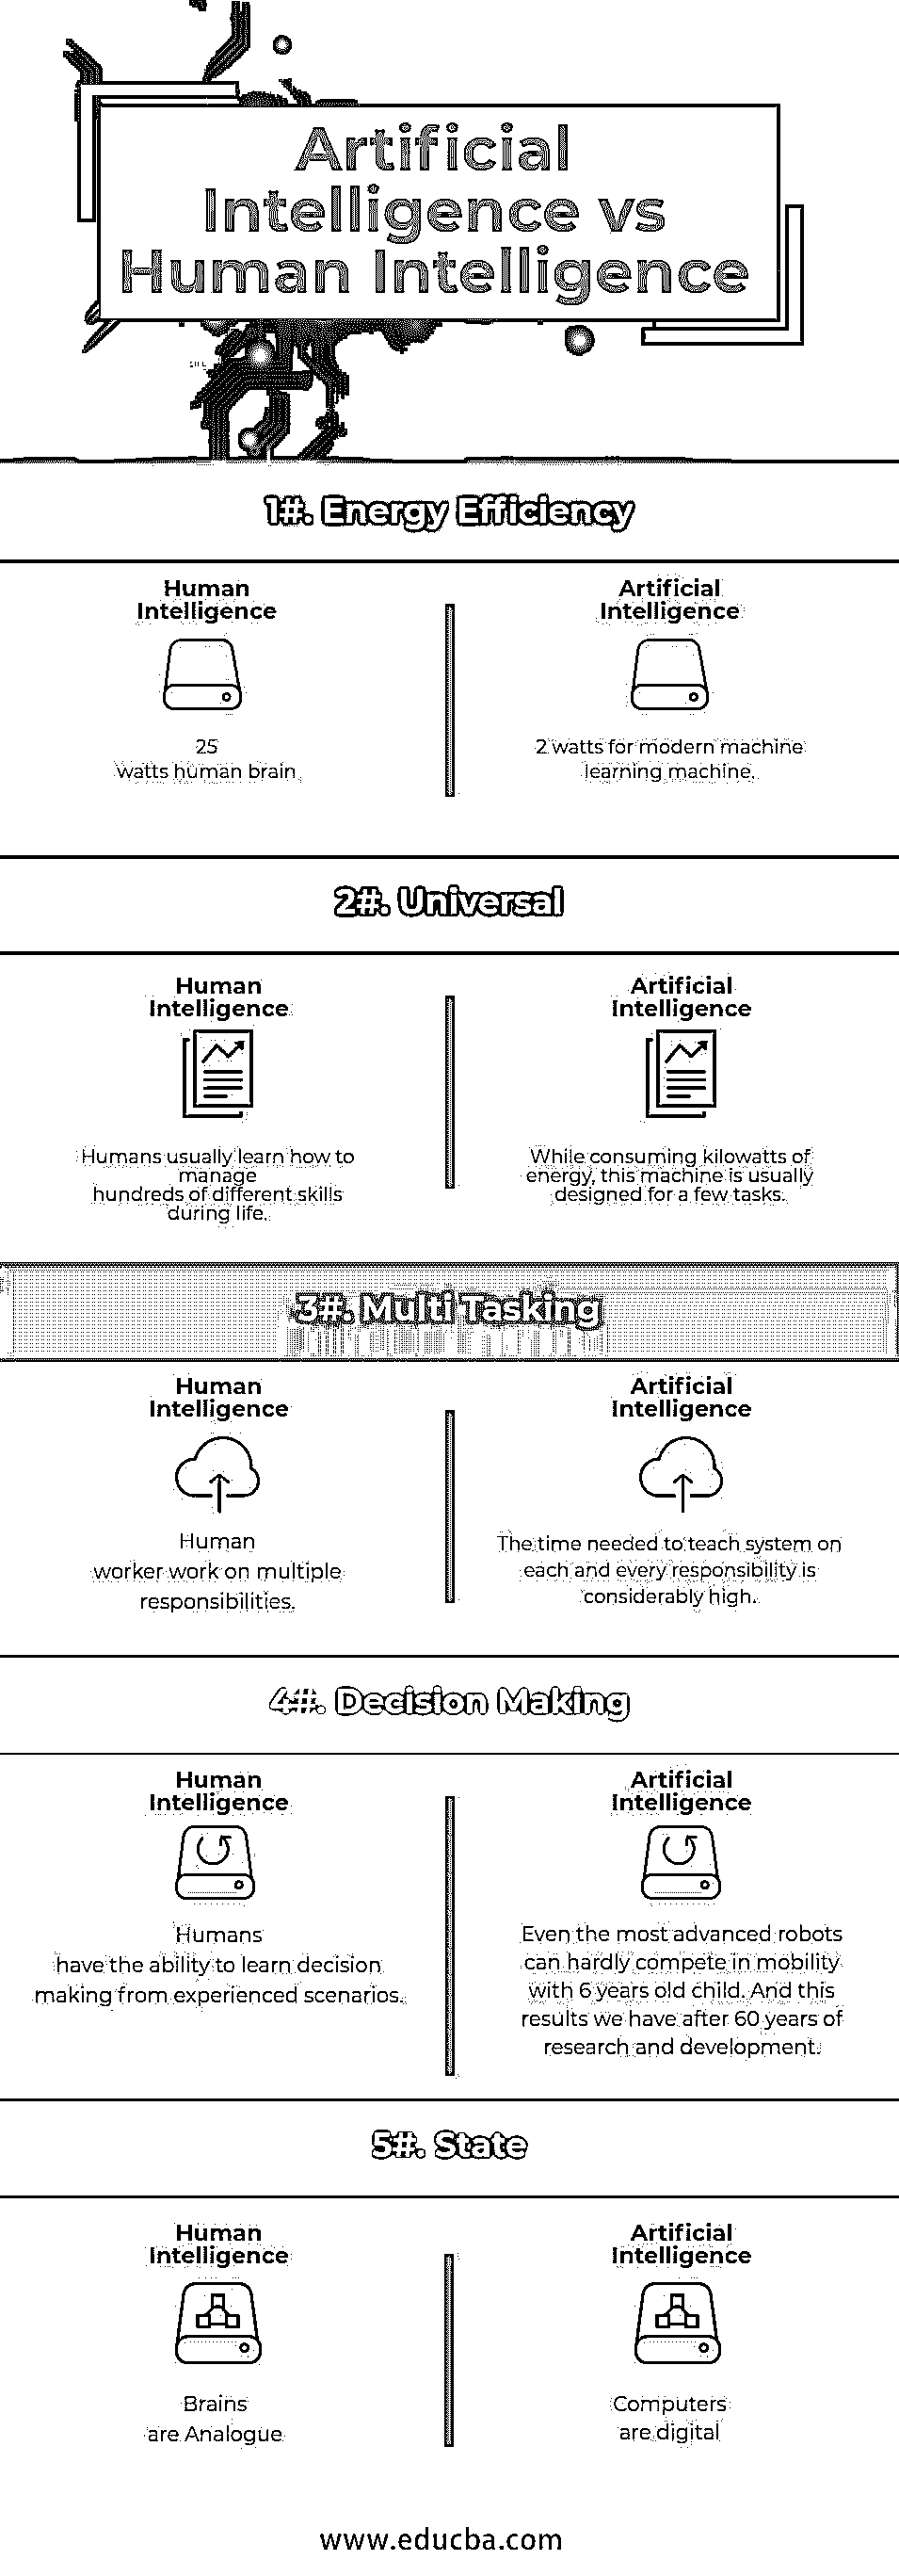 Artificial
Intelligence vs
Human Intelligence
1#. Energy Efficiency
Human
Intelligence
25
watts human brain.
Artificial
Intelligence
2 watts for modern machine
learning machine.
2#. Universal
Human
Intelligence
Humans usually learn how to
manage
hundreds of different skills
during life.
Artificial
Intelligence
While consuming kilowatts of
energy, this machine is usually
designed for a few tasks.
3#. Multi Tasking
Human
Intelligence
Human
worker work on multiple
responsibilities.
Artificial
Intelligence
The time needed to teach system on
each and every responsibility is
considerably high.
4#. Decision Making
Human
Intelligence
Humans
have the ability to learn decision
making from experienced scenarios.
Artificial
Intelligence
Even the most advanced robots
can hardly compete in mobility
with 6 years old child. And this
results we have after 60 years of
research and development.
5#. State
Human
Intelligence
Brains
are Analogue
Artificial
Intelligence
Computers
are digital
www.educba.com